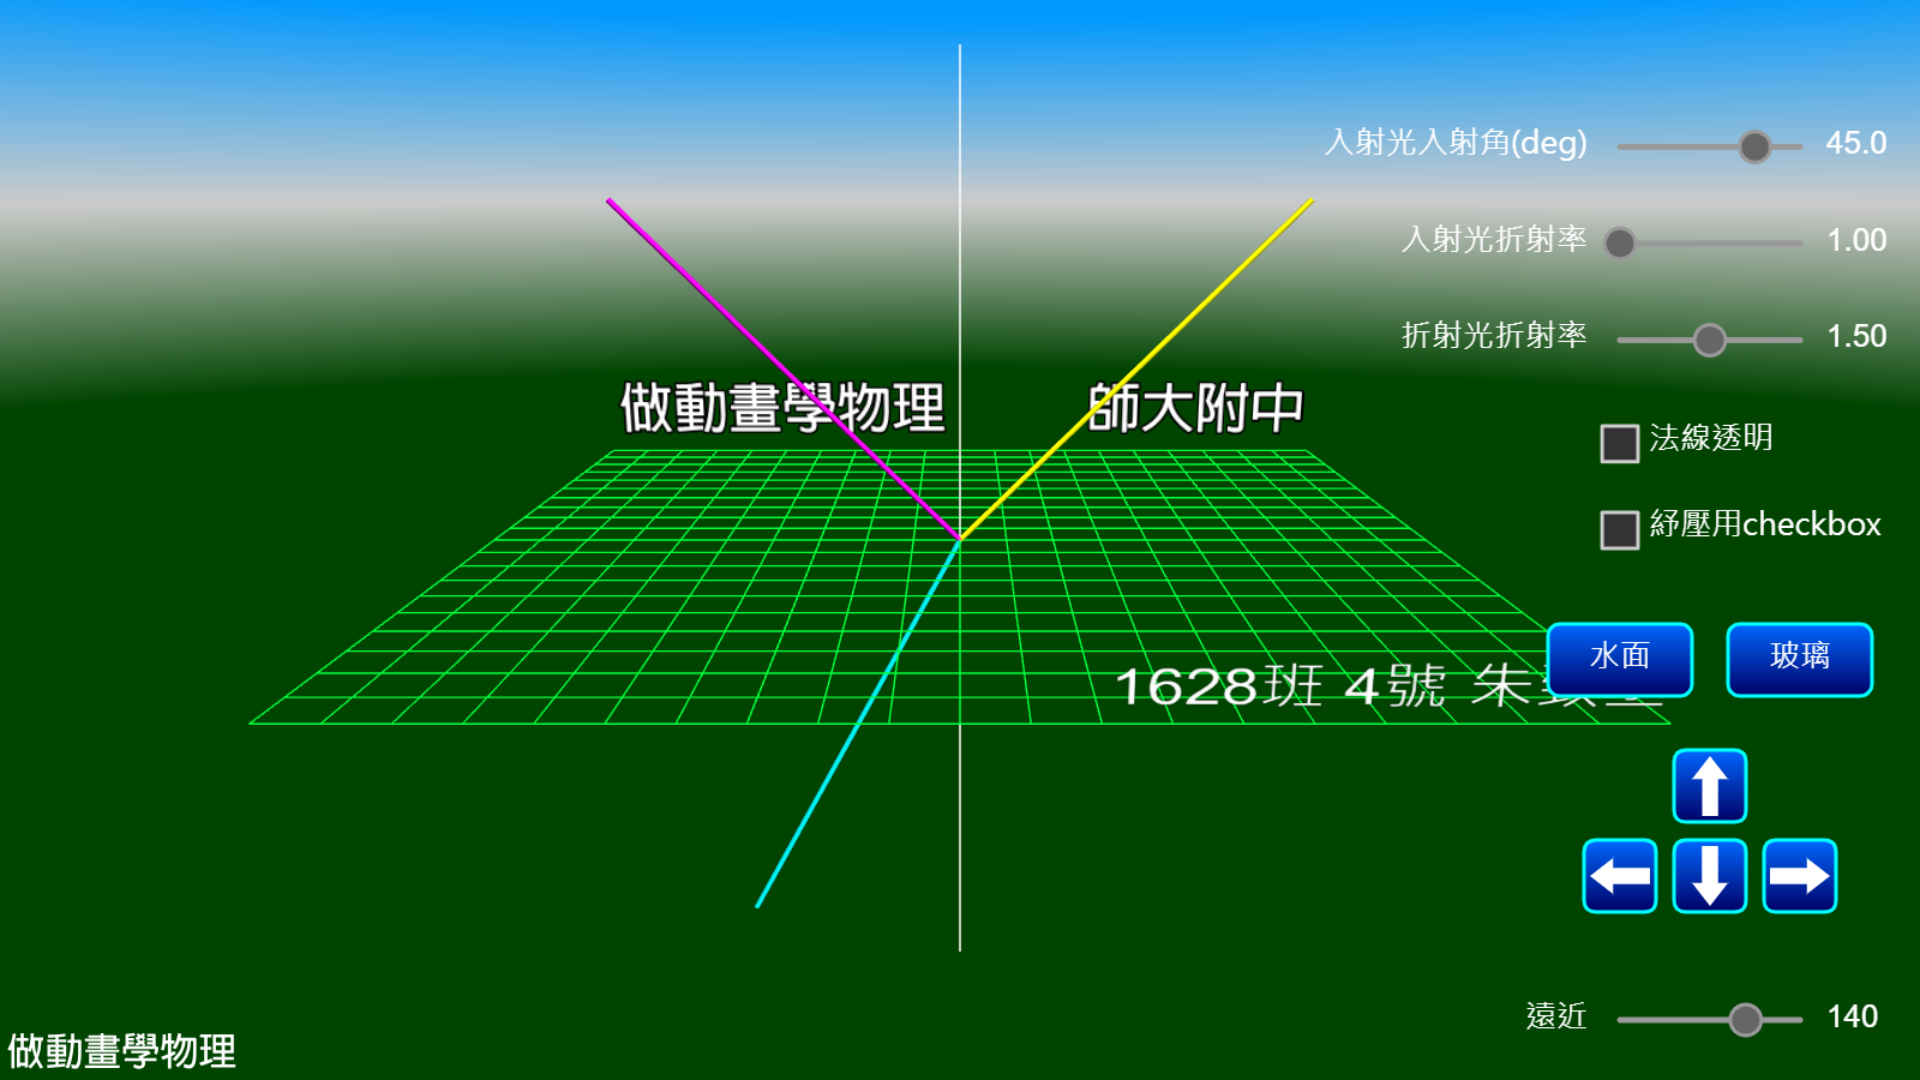 入射光入射角(deg) 45.0
入射光折射率 1.00
折射光折射率 1.50
做動畫學物理 師大附中
法線透明
紓壓用checkbox
水面 玻璃
1628班 4號 朱
遠近 140
做動畫學物理